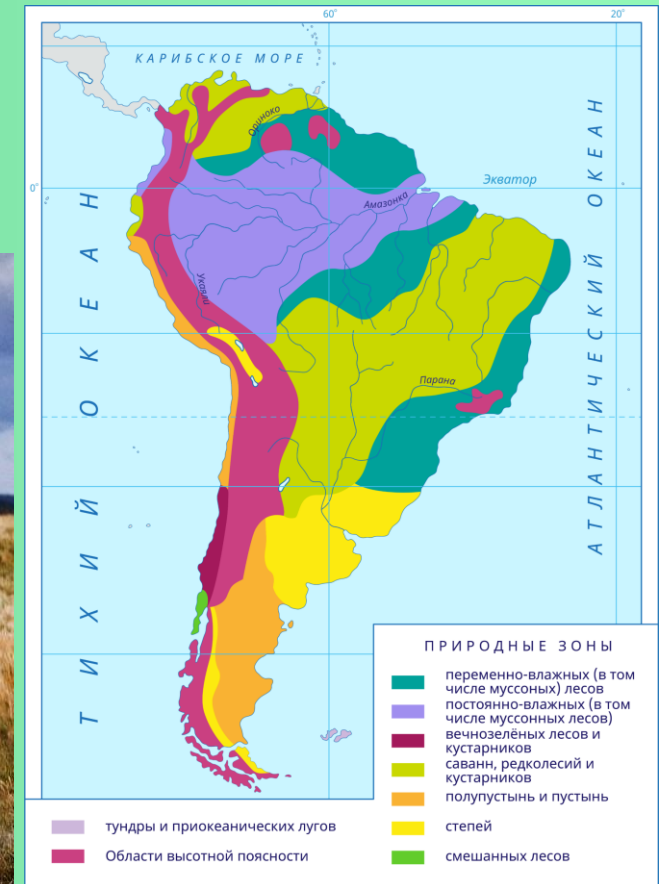 60°
20°
КАРИБСКОЕ МОРЕ
Ориноко
0°
Экватор
Амазонка
Укаяли
Парана
ТИХИЙ ОКЕАН
АТЛАНТИЧЕСКИЙ ОКЕАН
ПРИРОДНЫЕ ЗОНЫ
переменно-влажных (в том
числе муссоных) лесов
постоянно-влажных (в том
числе муссонных лесов)
вечнозелёных лесов и
кустарников
саванн, редколесий и
кустарников
полупустынь и пустынь
степей
смешанных лесов
тундры и приокеанических лугов
Области высотной поясности